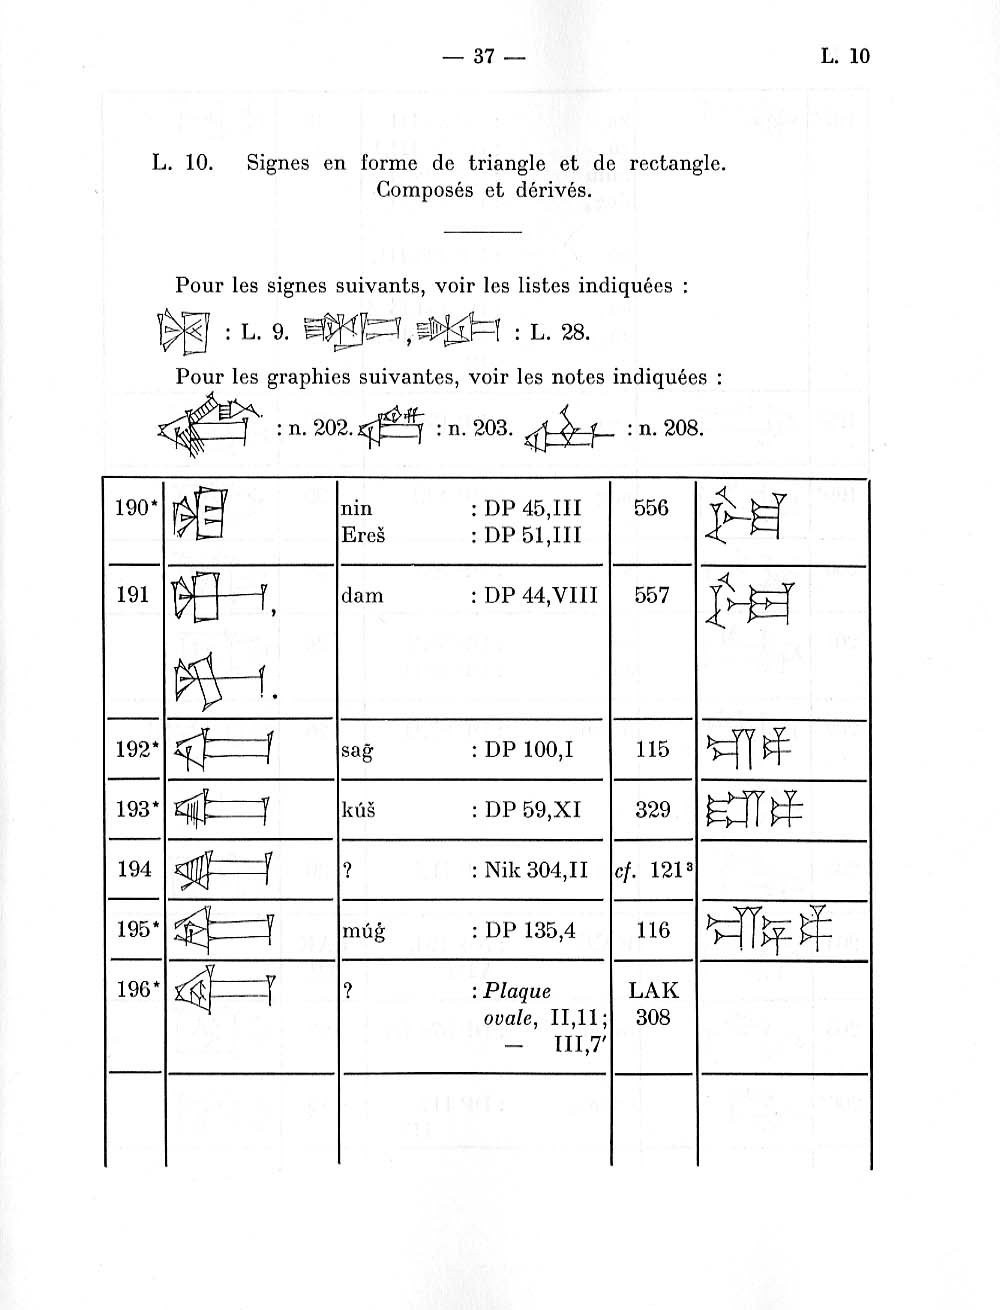 — 37 —
L. 10
L. 10. Signes en forme de triangle et de rectangle.
Composés et dérivés.
Pour les signes suivants, voir les listes indiquées :
: L. 9. , : L. 28.
Pour les graphies suivantes, voir les notes indiquées :
: n. 202. : n. 203. : n. 208.
190* nin : DP 45,III 556
Ereš : DP 51,III
191 , dam : DP 44,VIII 557
.
192* saĝ : DP 100,I 115
193* kúš : DP 59,XI 329
194 ? : Nik 304,II cf. 121³
195* múĝ : DP 135,4 116
196* ? : Plaque LAK
ovale, II,11; 308
— III,7′